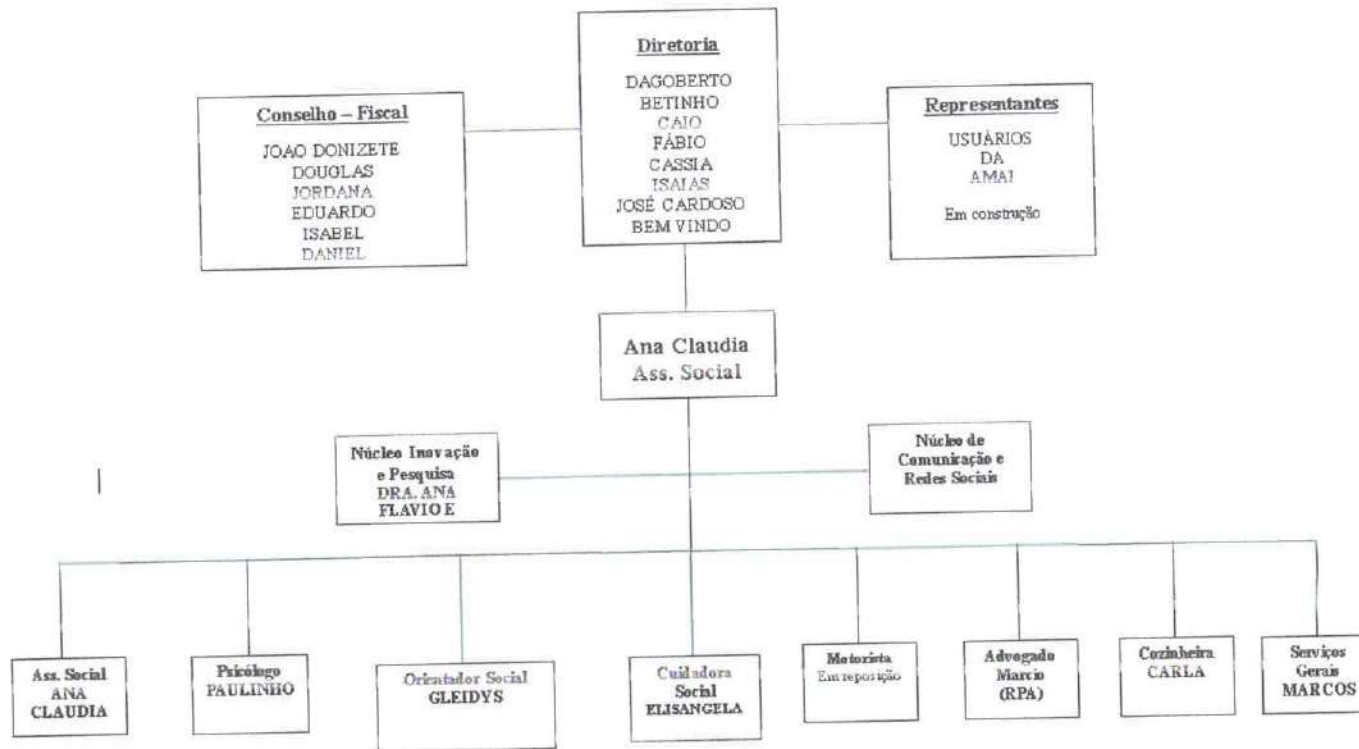 Diretoria
DAGOBERTO
BETINHO
CAIO
FÁBIO
CASSIA
ISAIAS
JOSÉ CARDOSO
BEM VINDO
Conselho – Fiscal
JOAO DONIZETE
DOUGLAS
JORDANA
EDUARDO
ISABEL
DANIEL
Representantes
USUÁRIOS
DA
AMAI
Em construção
Ana Claudia
Ass. Social
Núcleo Inovação
e Pesquisa
DRA. ANA
FLAVIO E
Núcleo de
Comunicação e
Redes Sociais
Ass. Social
ANA
CLAUDIA
Psicólogo
PAULINHO
Orientador Social
GLEIDYS
Cuidadora
Social
ELISANGELA
Motorista
Em reposição
Advogado
Marcio
(RPA)
Cozinheira
CARLA
Serviços
Gerais
MARCOS